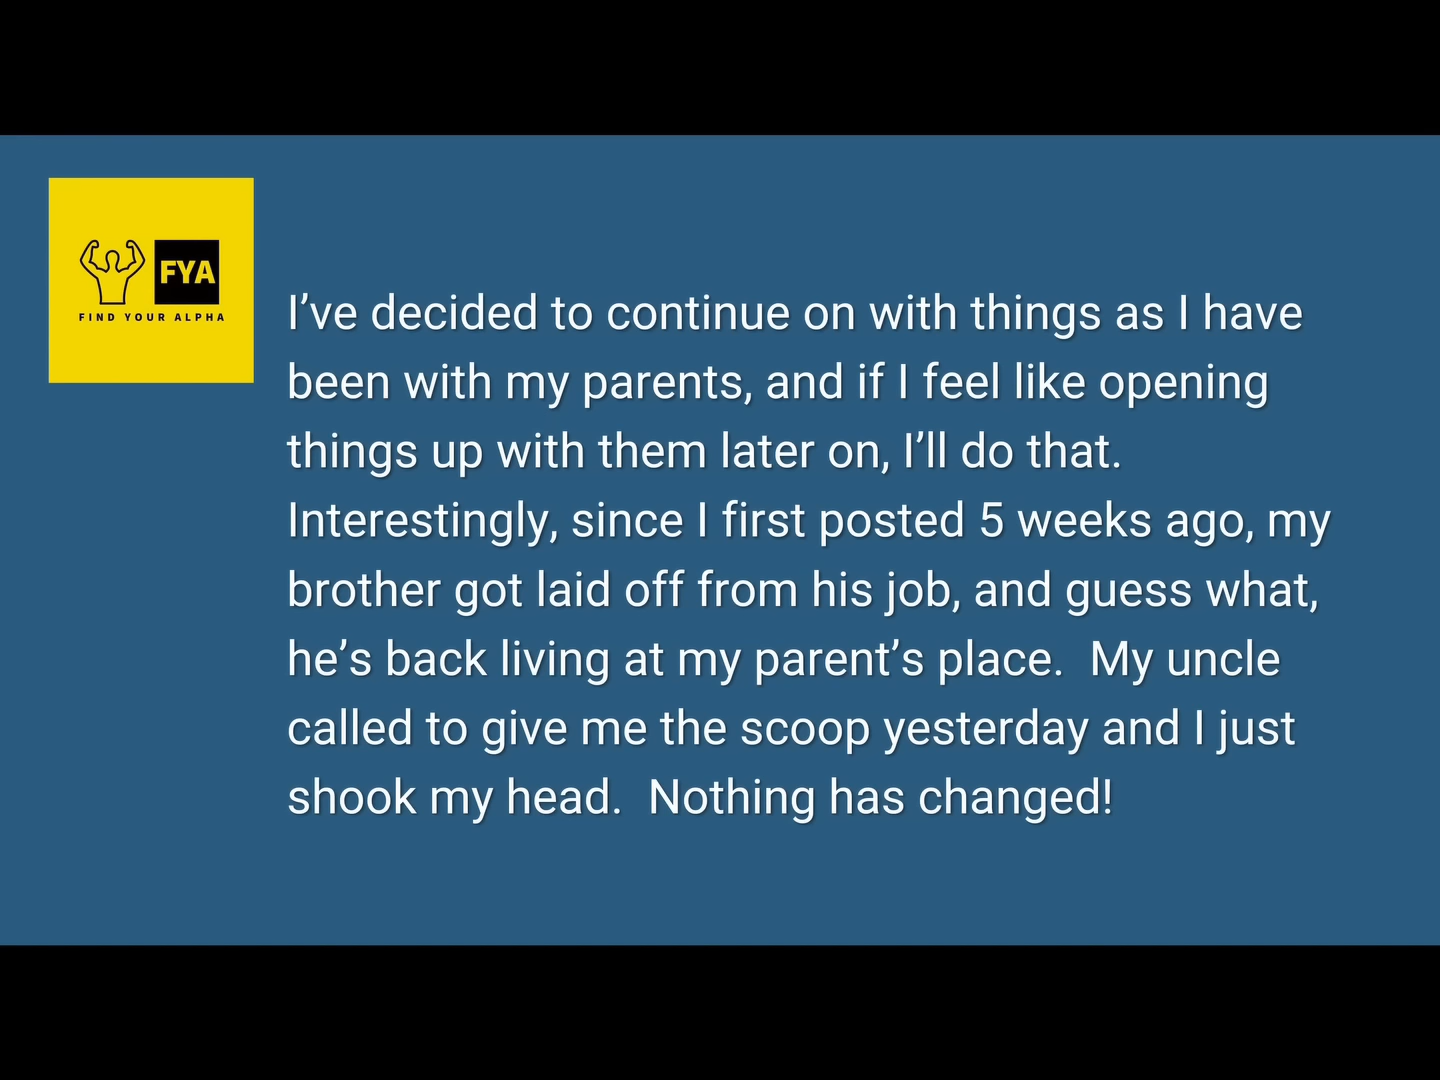 FYA
FIND YOUR ALPHA
I’ve decided to continue on with things as I have
been with my parents, and if I feel like opening
things up with them later on, I’ll do that.
Interestingly, since I first posted 5 weeks ago, my
brother got laid off from his job, and guess what,
he’s back living at my parent’s place.  My uncle
called to give me the scoop yesterday and I just
shook my head.  Nothing has changed!